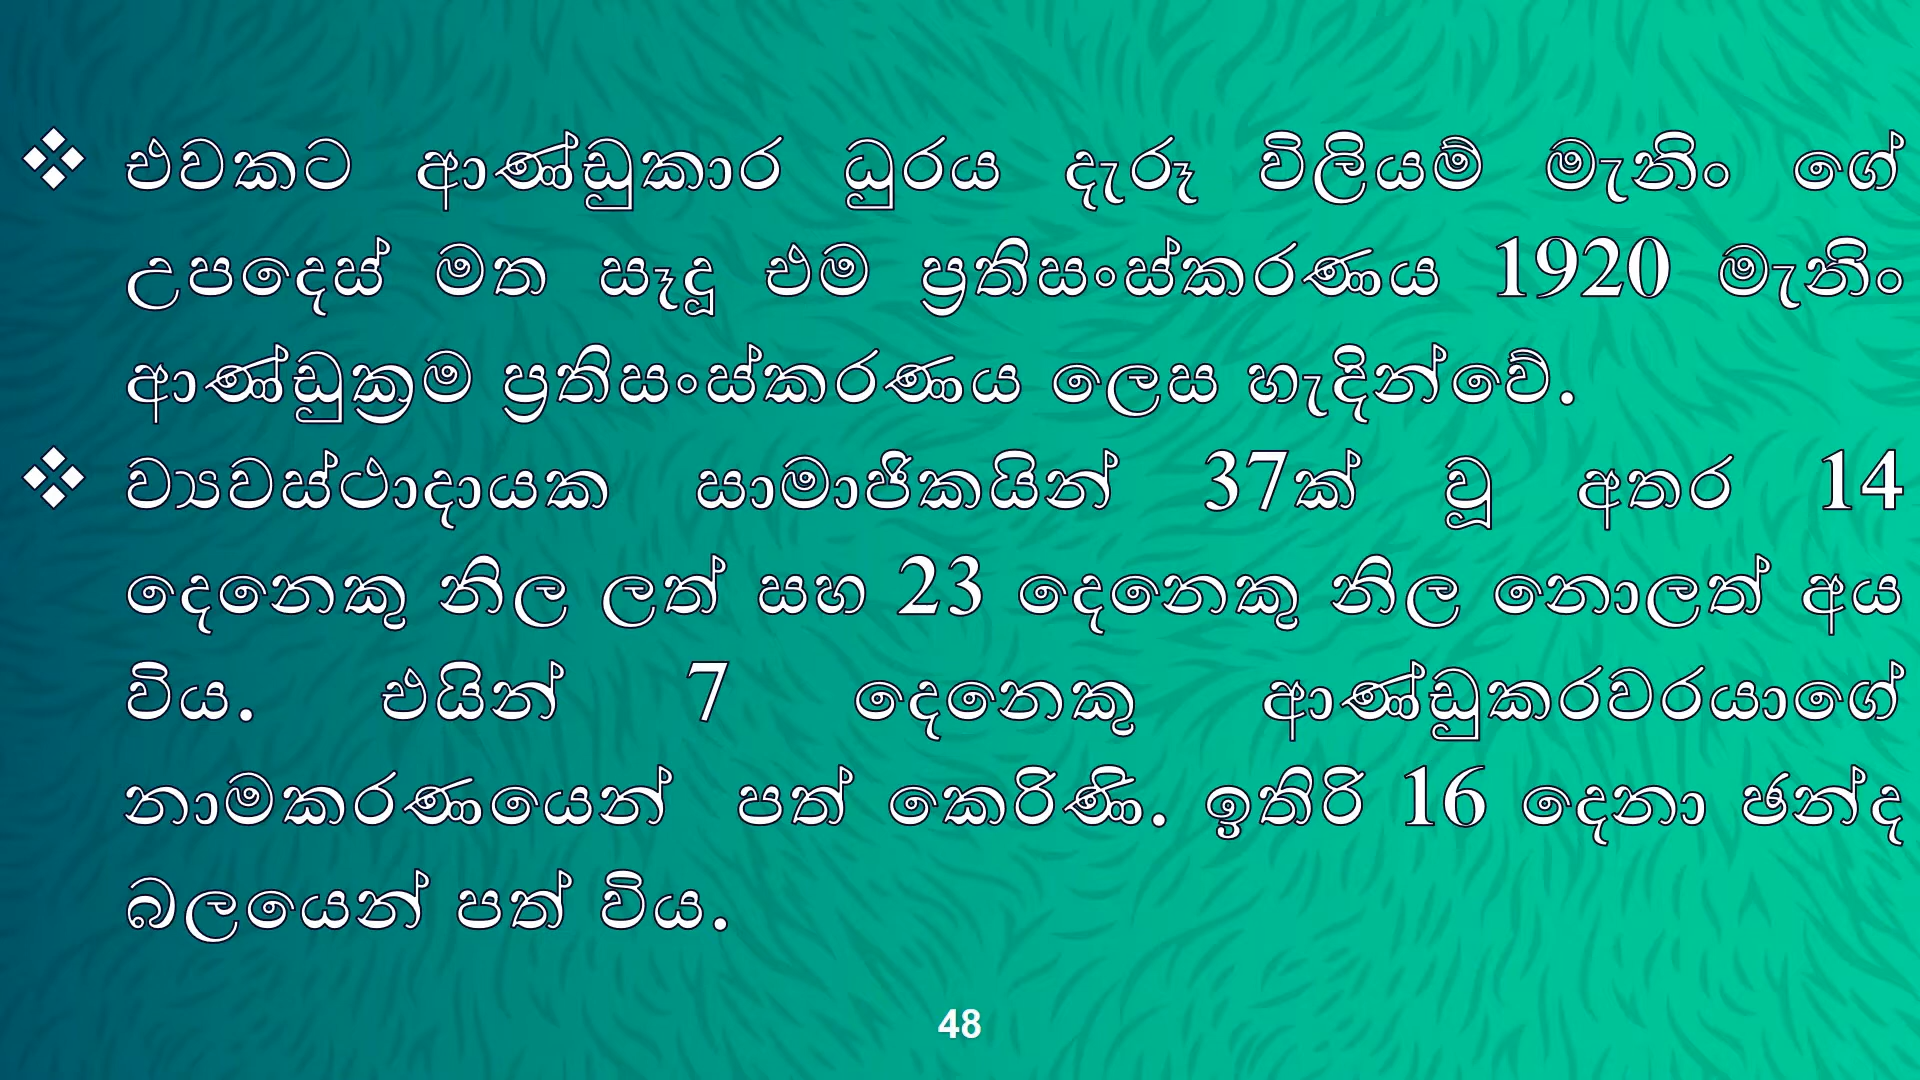 ❖ එවකට ආණ්ඩුකාර ධුරය දැරූ විලියම් මැනිං ගේ
උපදෙස් මත සෑදූ එම ප්‍රතිසංස්කරණය 1920 මැනිං
ආණ්ඩුක්‍රම ප්‍රතිසංස්කරණය ලෙස හැදින්වේ.
❖ ව්‍යවස්ථාදායක සාමාජිකයින් 37ක් වූ අතර 14
දෙනෙකු නිල ලත් සහ 23 දෙනෙකු නිල නොලත් අය
විය. එයින් 7 දෙනෙකු ආණ්ඩුකරවරයාගේ
නාමකරණයෙන් පත් කෙරිණි. ඉතිරි 16 දෙනා ඡන්ද
බලයෙන් පත් විය.
48